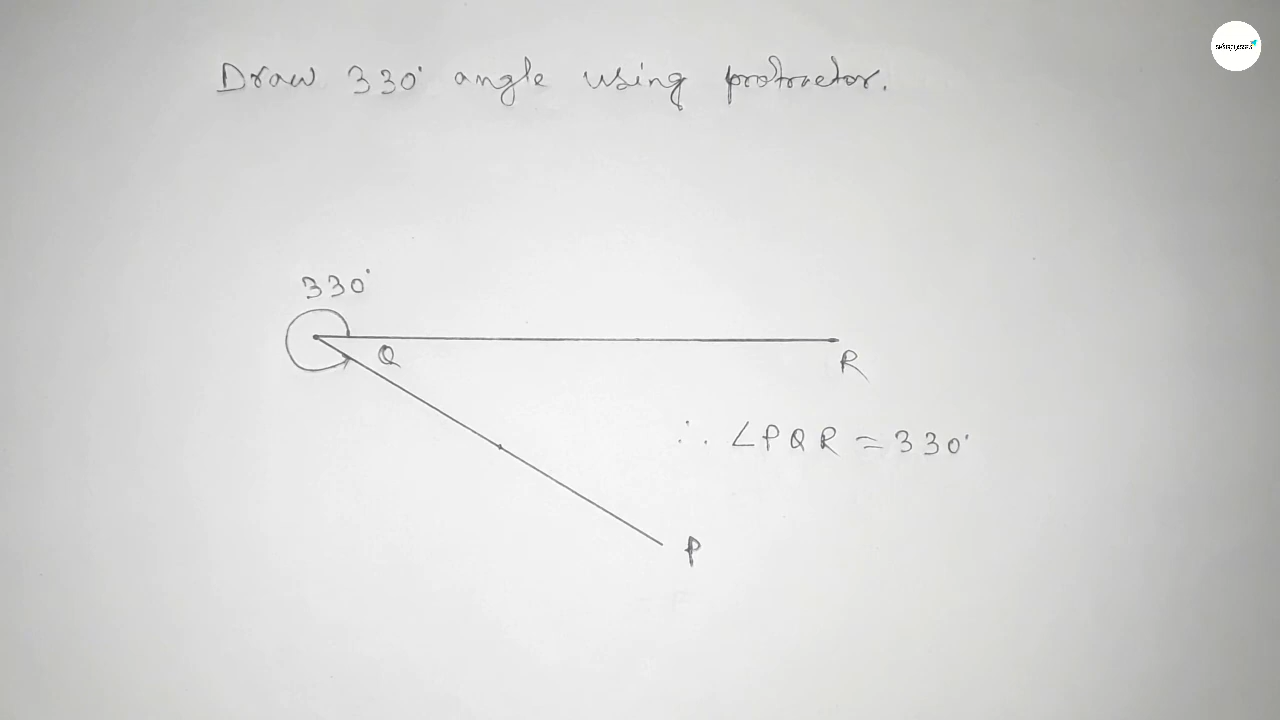 Draw 330° angle using protractor.
330°
Q
R
∴ ∠PQR = 330°
P